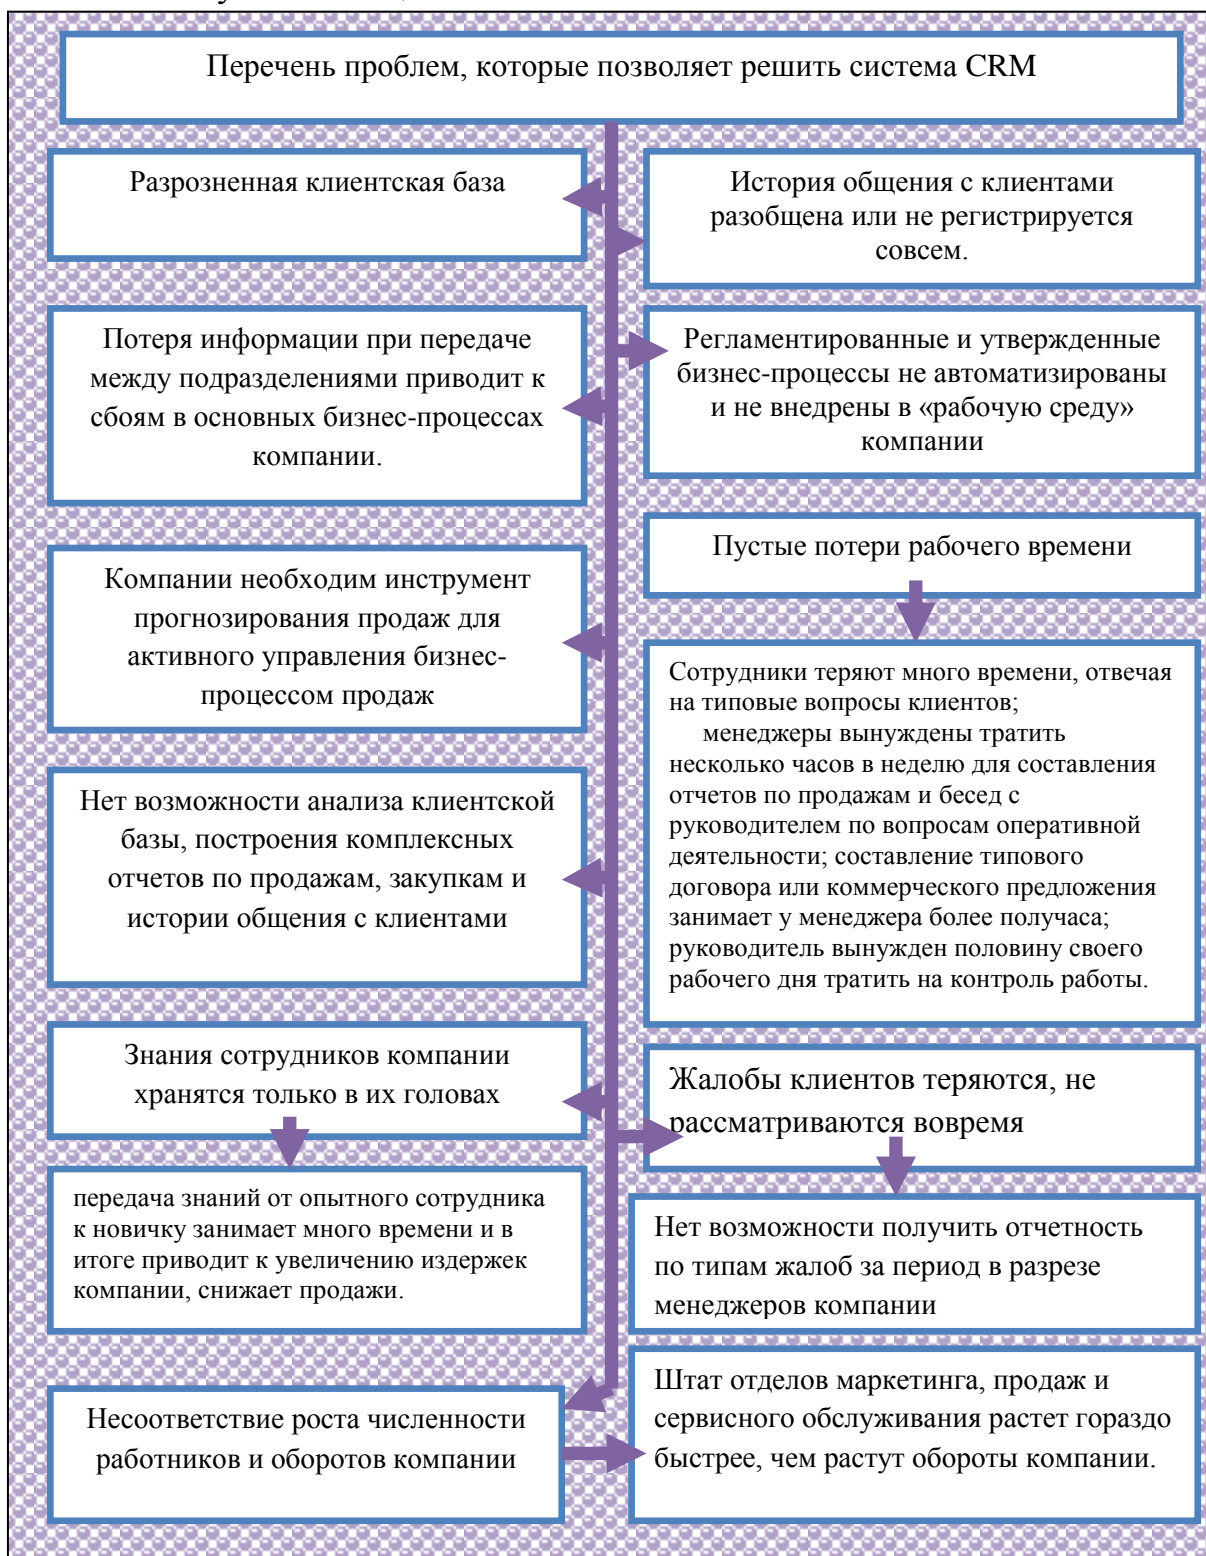 Перечень проблем, которые позволяет решить система CRM
Разрозненная клиентская база
История общения с клиентами
разобщена или не регистрируется
совсем.
Потеря информации при передаче
между подразделениями приводит к
сбоям в основных бизнес-процессах
компании.
Регламентированные и утвержденные
бизнес-процессы не автоматизированы
и не внедрены в «рабочую среду»
компании
Пустые потери рабочего времени
Компании необходим инструмент
прогнозирования продаж для
активного управления бизнес-
процессом продаж
Сотрудники теряют много времени, отвечая
на типовые вопросы клиентов;
менеджеры вынуждены тратить
несколько часов в неделю для составления
отчетов по продажам и бесед с
руководителем по вопросам оперативной
деятельности; составление типового
договора или коммерческого предложения
занимает у менеджера более получаса;
руководитель вынужден половину своего
рабочего дня тратить на контроль работы.
Нет возможности анализа клиентской
базы, построения комплексных
отчетов по продажам, закупкам и
истории общения с клиентами
Знания сотрудников компании
хранятся только в их головах
Жалобы клиентов теряются, не
рассматриваются вовремя
передача знаний от опытного сотрудника
к новичку занимает много времени и в
итоге приводит к увеличению издержек
компании, снижает продажи.
Нет возможности получить отчетность
по типам жалоб за период в разрезе
менеджеров компании
Несоответствие роста численности
работников и оборотов компании
Штат отделов маркетинга, продаж и
сервисного обслуживания растет гораздо
быстрее, чем растут обороты компании.